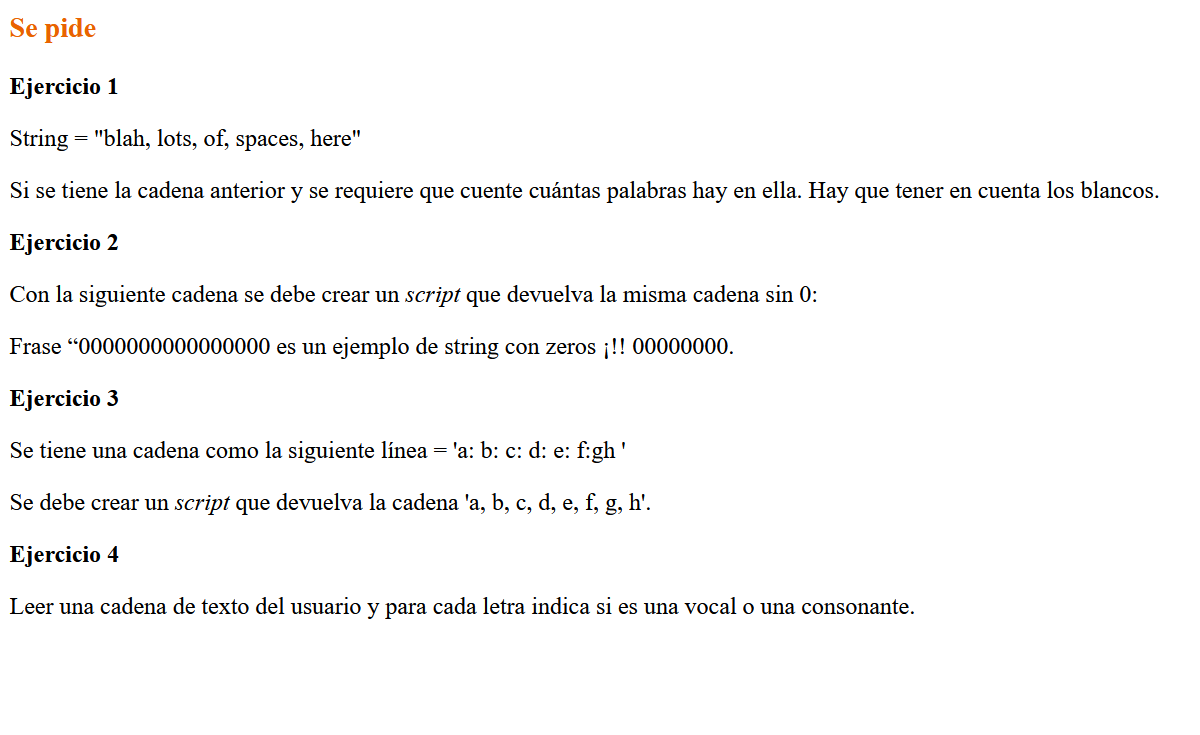 Se pide
Ejercicio 1
String = "blah, lots, of, spaces, here"
Si se tiene la cadena anterior y se requiere que cuente cuántas palabras hay en ella. Hay que tener en cuenta los blancos.
Ejercicio 2
Con la siguiente cadena se debe crear un script que devuelva la misma cadena sin 0:
Frase “0000000000000000 es un ejemplo de string con zeros ¡!! 00000000.
Ejercicio 3
Se tiene una cadena como la siguiente línea = 'a: b: c: d: e: f:gh '
Se debe crear un script que devuelva la cadena 'a, b, c, d, e, f, g, h'.
Ejercicio 4
Leer una cadena de texto del usuario y para cada letra indica si es una vocal o una consonante.